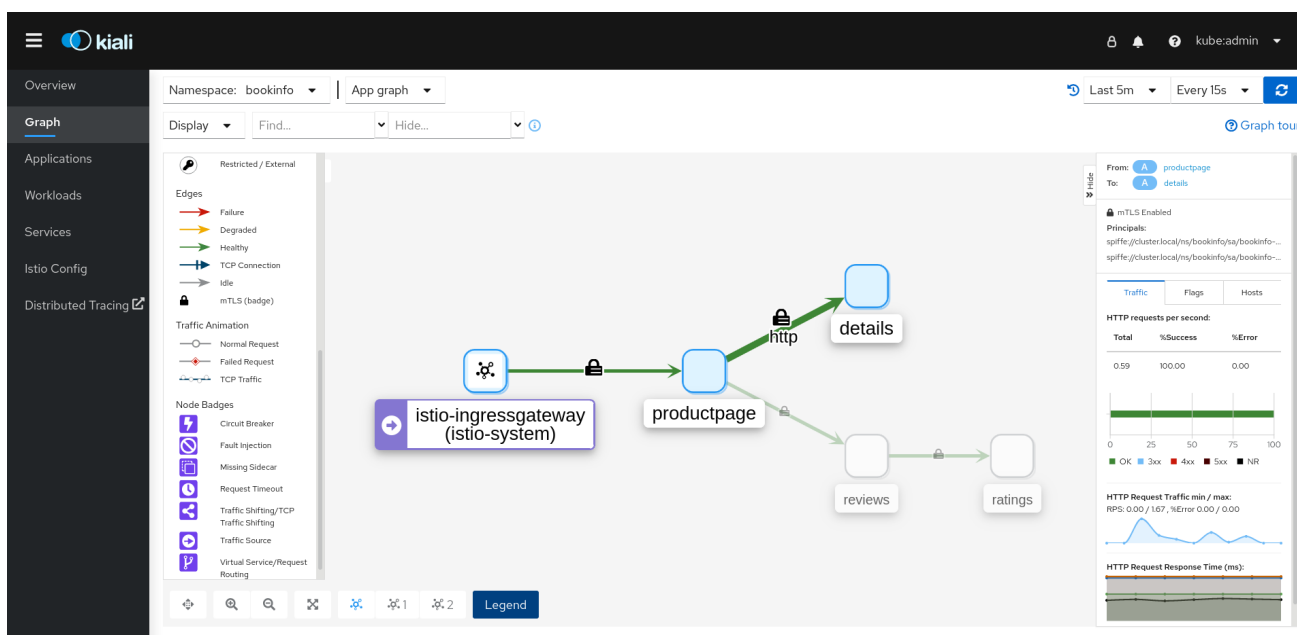 kiali
kube:admin
Overview
Graph
Applications
Workloads
Services
Istio Config
Distributed Tracing
Namespace: bookinfo
App graph
Last 5m
Every 15s
Display
Find...
Hide...
Graph tour
Restricted / External
Edges
Failure
Degraded
Healthy
TCP Connection
Idle
mTLS (badge)
Traffic Animation
Normal Request
Failed Request
TCP Traffic
Node Badges
Circuit Breaker
Fault Injection
Missing Sidecar
Request Timeout
Traffic Shifting/TCP
Traffic Shifting
Traffic Source
Virtual Service/Request
Routing
1
2
Legend
istio-ingressgateway
(istio-system)
productpage
http
details
reviews
ratings
Hide
From: A productpage
To: A details
mTLS Enabled
Principals:
spiffe://cluster.local/ns/bookinfo/sa/bookinfo-...
spiffe://cluster.local/ns/bookinfo/sa/bookinfo-...
Traffic Flags Hosts
HTTP requests per second:
Total %Success %Error
0.59 100.00 0.00
0 25 50 75 100
OK 3xx 4xx 5xx NR
HTTP Request Traffic min / max:
RPS: 0.00 / 1.67 , %Error 0.00 / 0.00
HTTP Request Response Time (ms):